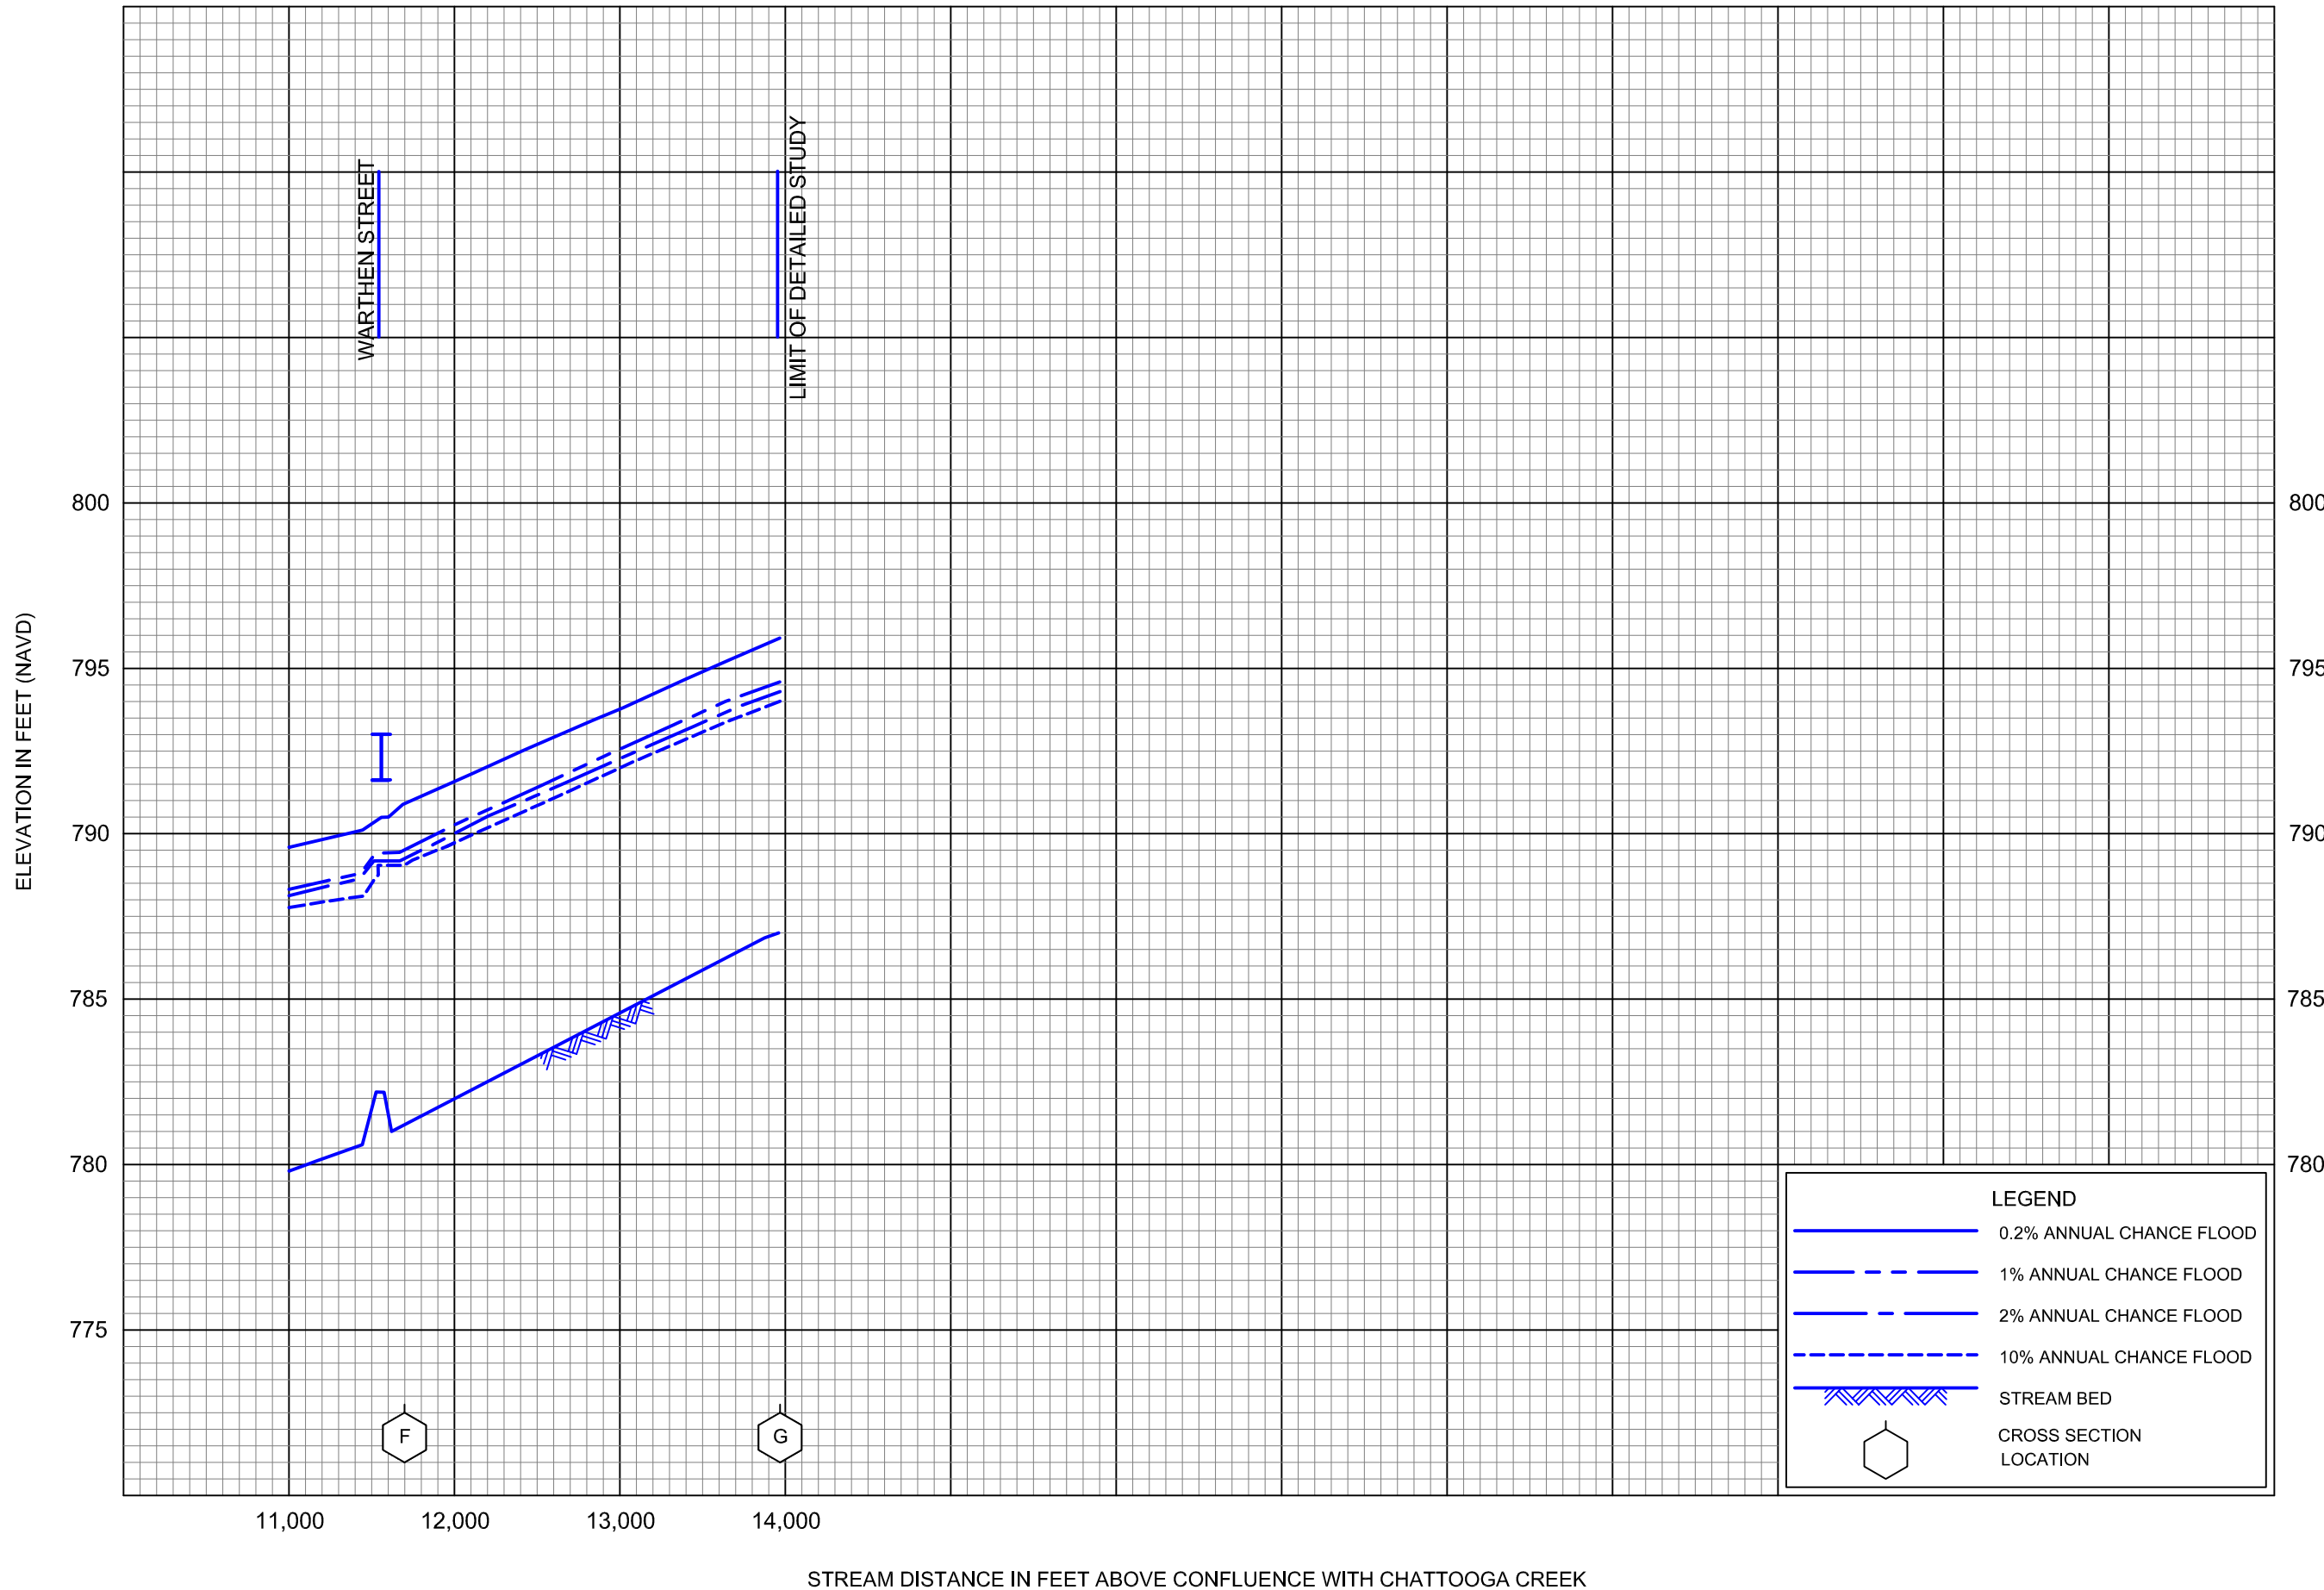 WARTHEN STREET
LIMIT OF DETAILED STUDY
ELEVATION IN FEET (NAVD)
800
795
790
785
780
775
800
795
790
785
780
F
G
LEGEND
0.2% ANNUAL CHANCE FLOOD
1% ANNUAL CHANCE FLOOD
2% ANNUAL CHANCE FLOOD
10% ANNUAL CHANCE FLOOD
STREAM BED
CROSS SECTION
LOCATION
11,000
12,000
13,000
14,000
STREAM DISTANCE IN FEET ABOVE CONFLUENCE WITH CHATTOOGA CREEK